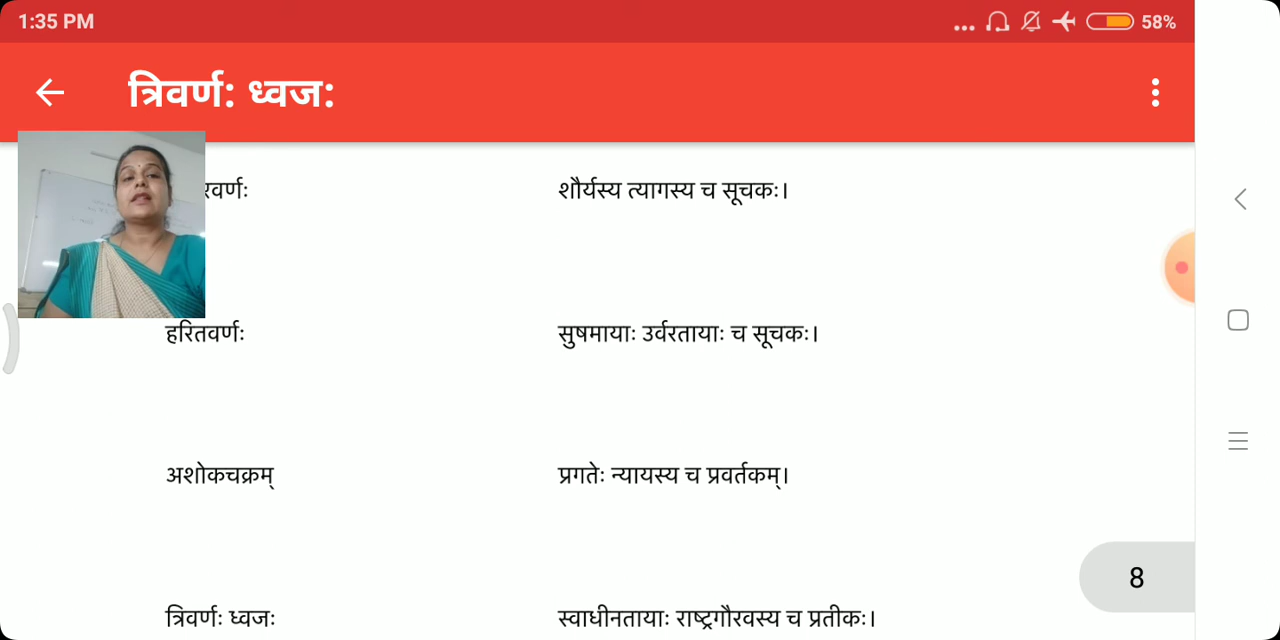 1:35 PM
58%
त्रिवर्ण: ध्वज:
शौर्यस्य त्यागस्य च सूचकः।
हरितवर्णः सुषमायाः उर्वरतायाः च सूचकः।
अशोकचक्रम् प्रगतेः न्यायस्य च प्रवर्तकम्।
8
त्रिवर्णः ध्वजः स्वाधीनतायाः राष्ट्रगौरवस्य च प्रतीकः।